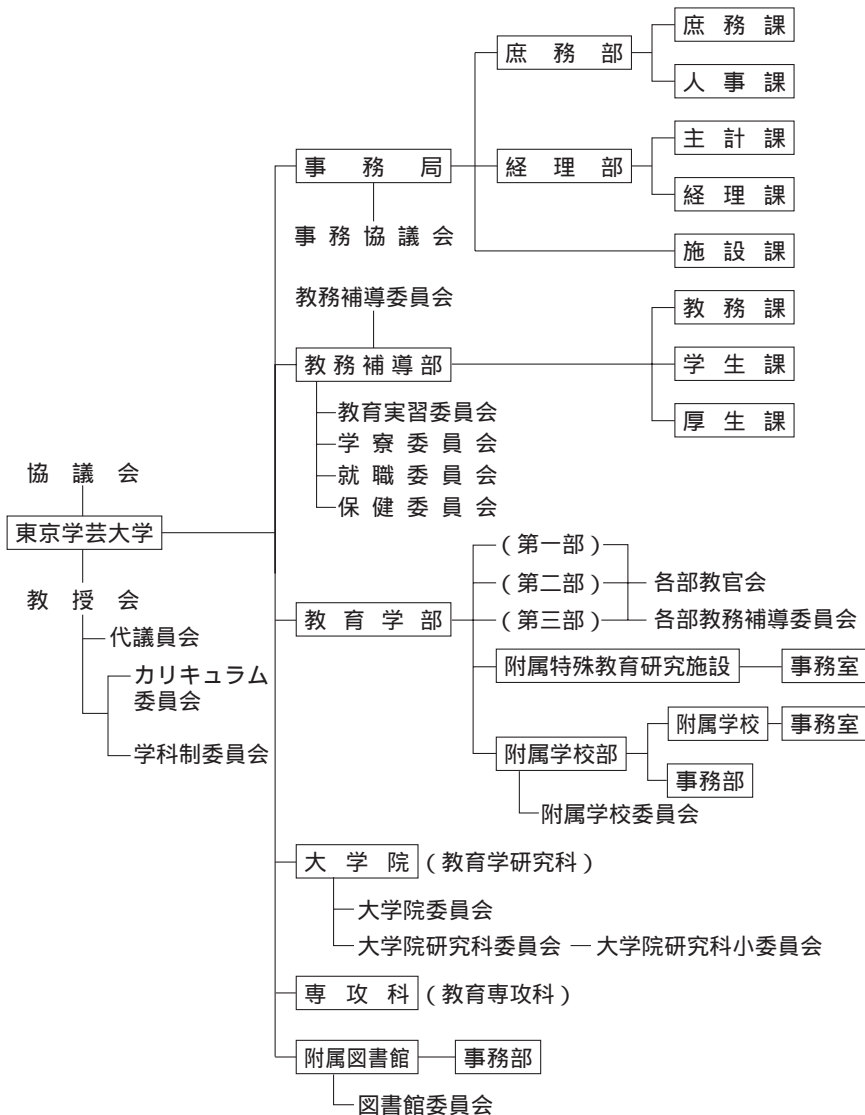 庶務課
庶務部
人事課
主計課
事務局
経理部
経理課
事務協議会
施設課
教務補導委員会
教務課
教務補導部
学生課
教育実習委員会
厚生課
学寮委員会
就職委員会
保健委員会
協議会
東京学芸大学
教授会
代議員会
カリキュラム
委員会
学科制委員会
(第一部)
(第二部)
各部教官会
教育学部
(第三部)
各部教務補導委員会
附属特殊教育研究施設
事務室
附属学校
事務室
附属学校部
事務部
附属学校委員会
大学院
(教育学研究科)
大学院委員会
大学院研究科委員会
大学院研究科小委員会
専攻科
(教育専攻科)
附属図書館
事務部
図書館委員会